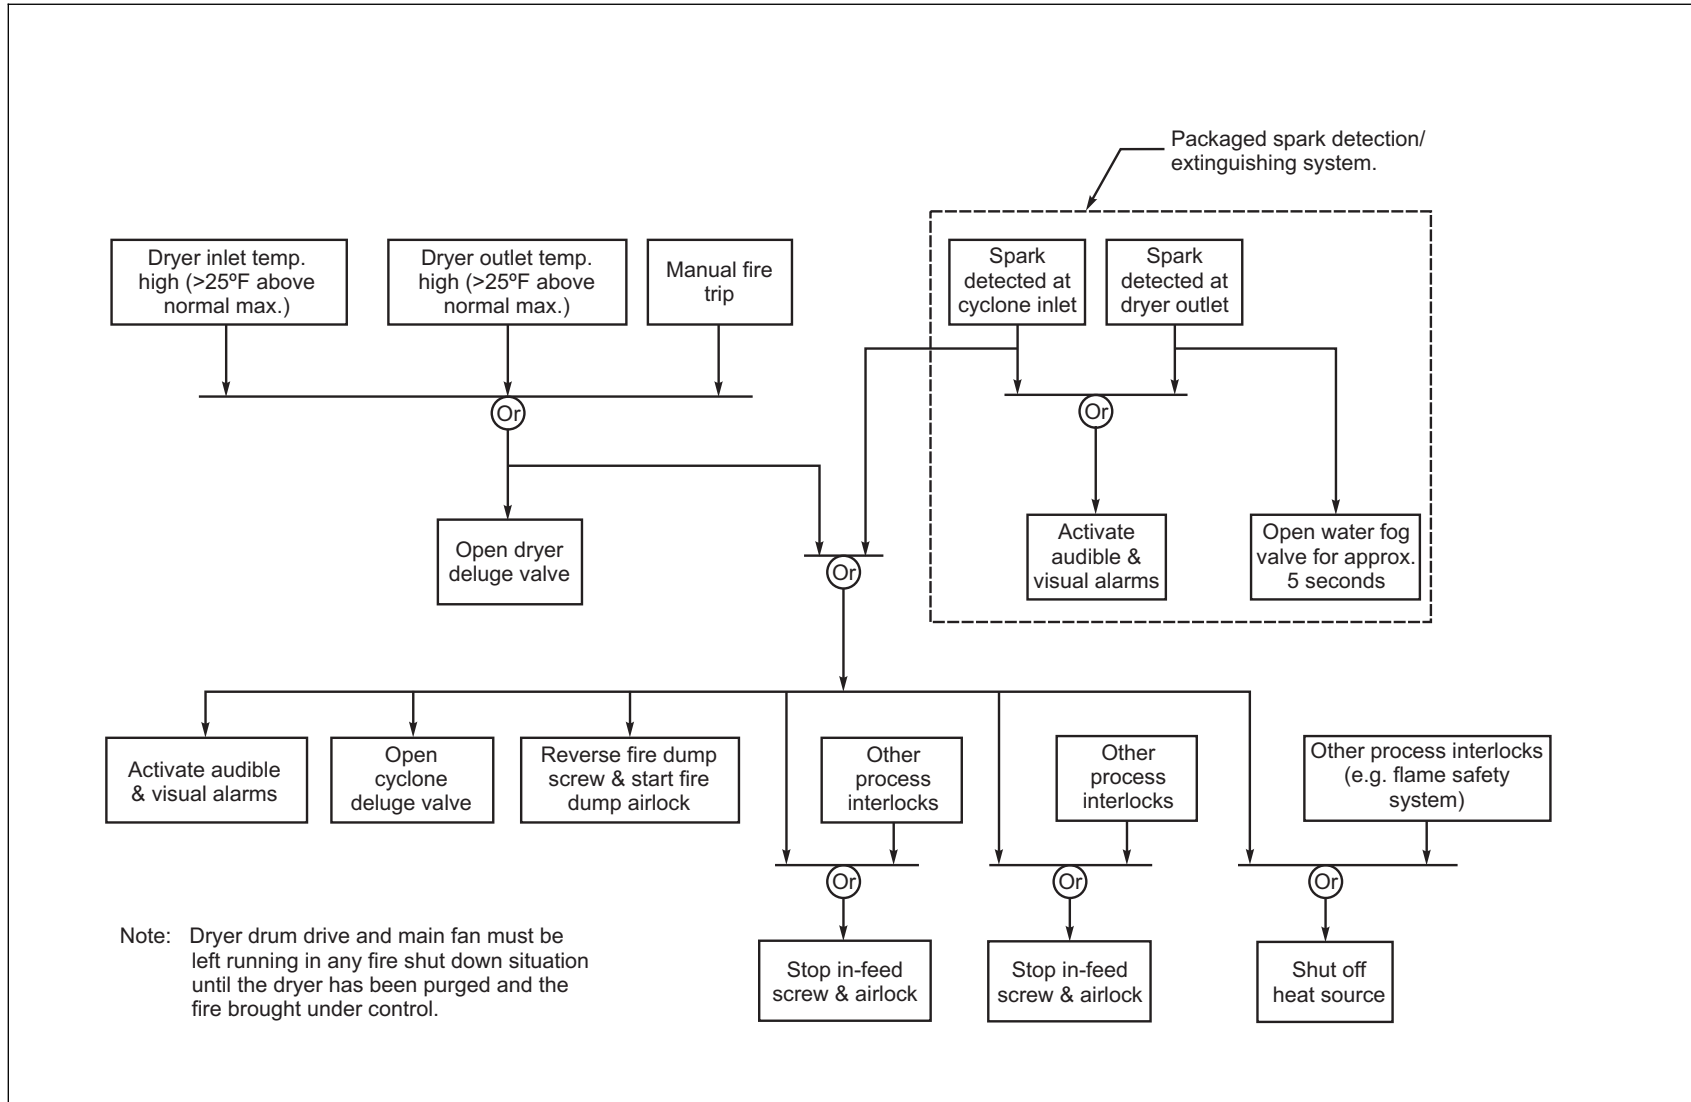 Packaged spark detection/
extinguishing system.
Dryer inlet temp.
high (>25ºF above
normal max.)
Dryer outlet temp.
high (>25ºF above
normal max.)
Manual fire
trip
Spark
detected at
cyclone inlet
Spark
detected at
dryer outlet
Or
Or
Open dryer
deluge valve
Or
Activate
audible &
visual alarms
Open water fog
valve for approx.
5 seconds
Activate audible
& visual alarms
Open
cyclone
deluge valve
Reverse fire dump
screw & start fire
dump airlock
Other
process
interlocks
Other
process
interlocks
Other process interlocks
(e.g. flame safety
system)
Or
Or
Or
Note: Dryer drum drive and main fan must be
left running in any fire shut down situation
until the dryer has been purged and the
fire brought under control.
Stop in-feed
screw & airlock
Stop in-feed
screw & airlock
Shut off
heat source